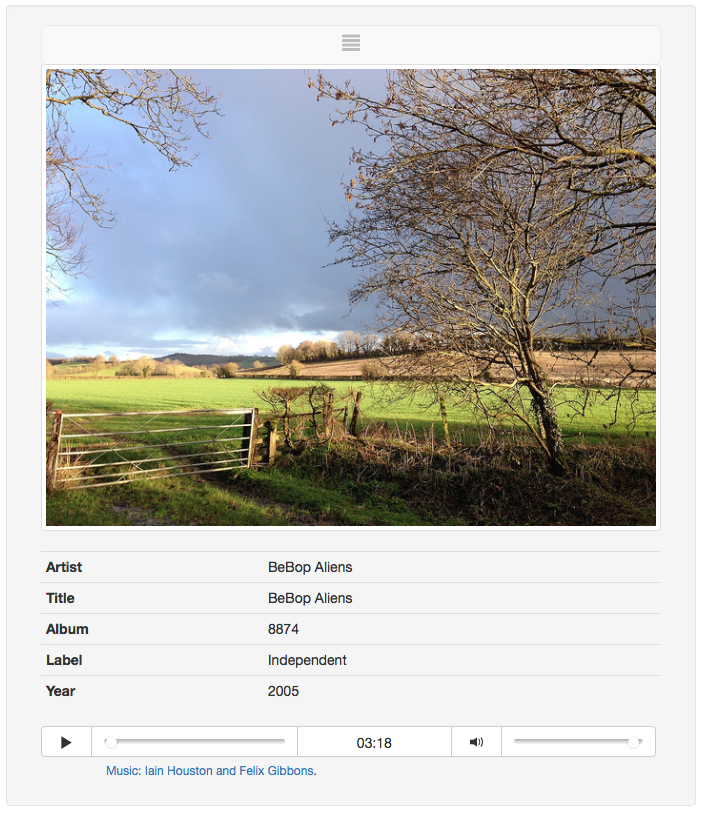 Artist BeBop Aliens
Title BeBop Aliens
Album 8874
Label Independent
Year 2005
03:18
Music: Iain Houston and Felix Gibbons.